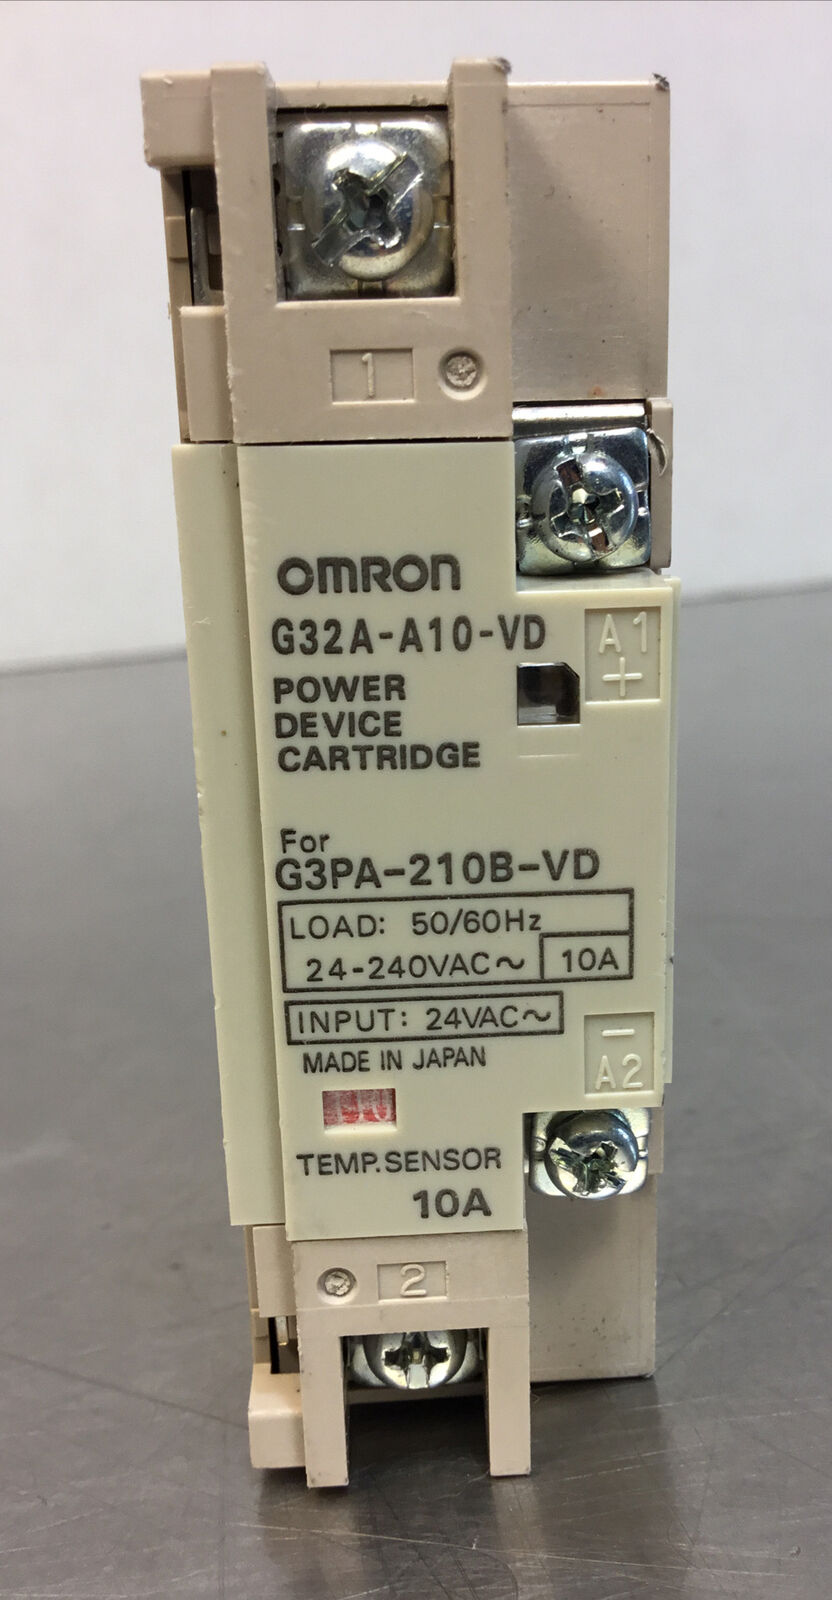 1
OMRON
G32A-A10-VD
A1
+
POWER
DEVICE
CARTRIDGE
For
G3PA-210B-VD
LOAD: 50/60Hz
24-240VAC~ 10A
INPUT: 24VAC~
MADE IN JAPAN
−
A2
TEMP.SENSOR
10A
2